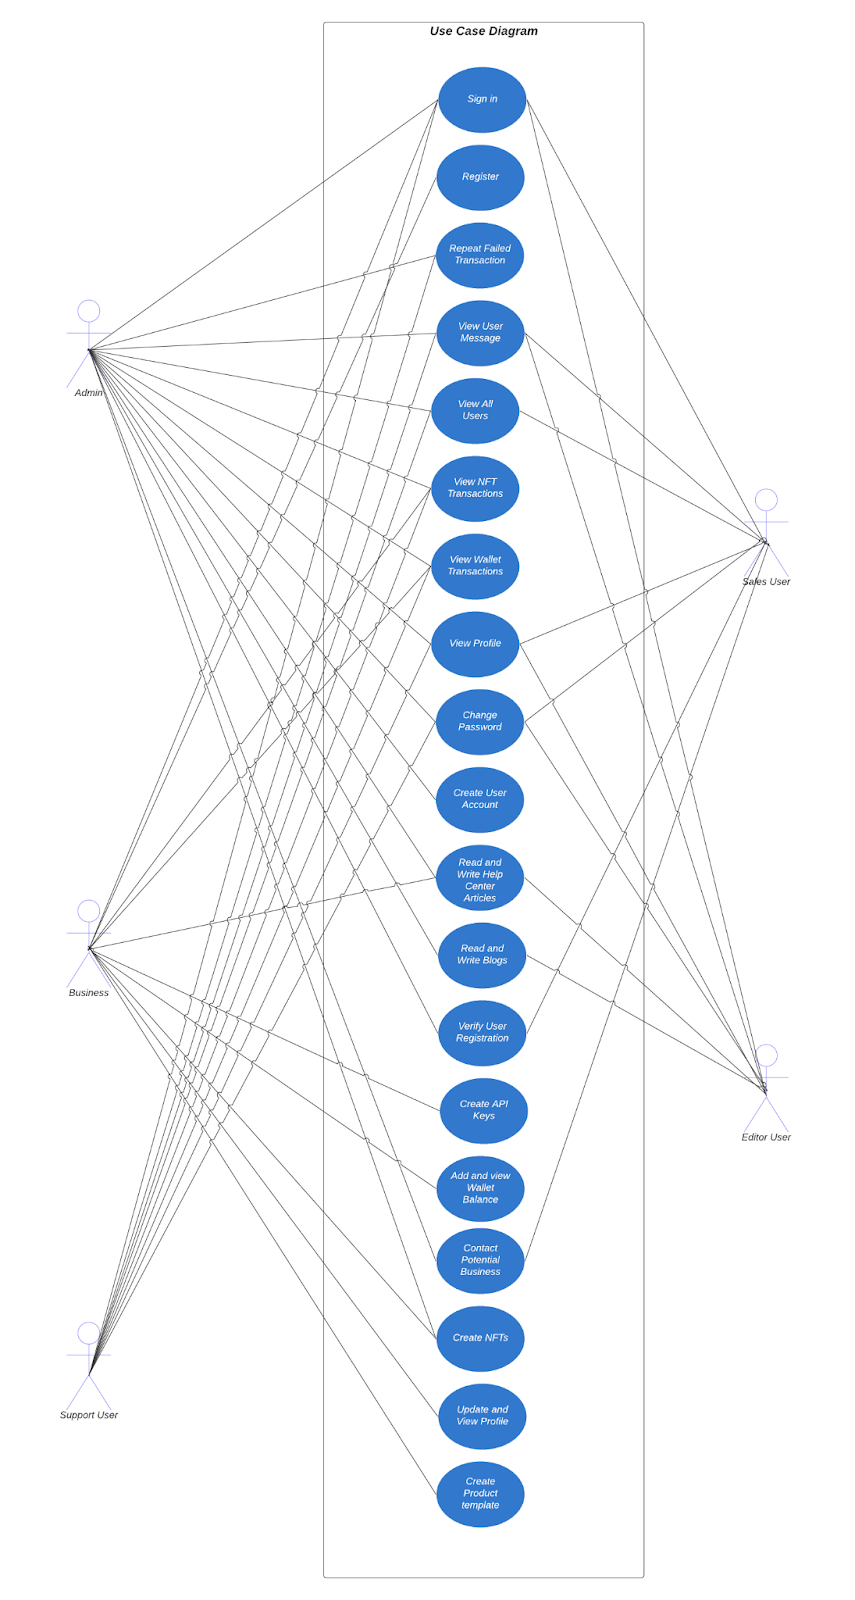 Use Case Diagram
Sign in
Register
Repeat Failed
Transaction
Admin
View User
Message
View All
Users
View NFT
Transactions
View Wallet
Transactions
Sales User
View Profile
Change
Password
Create User
Account
Read and
Write Help
Center
Articles
Read and
Write Blogs
Business
Verify User
Registration
Create API
Keys
Editor User
Add and view
Wallet
Balance
Contact
Potential
Business
Create NFTs
Support User
Update and
View Profile
Create
Product
template